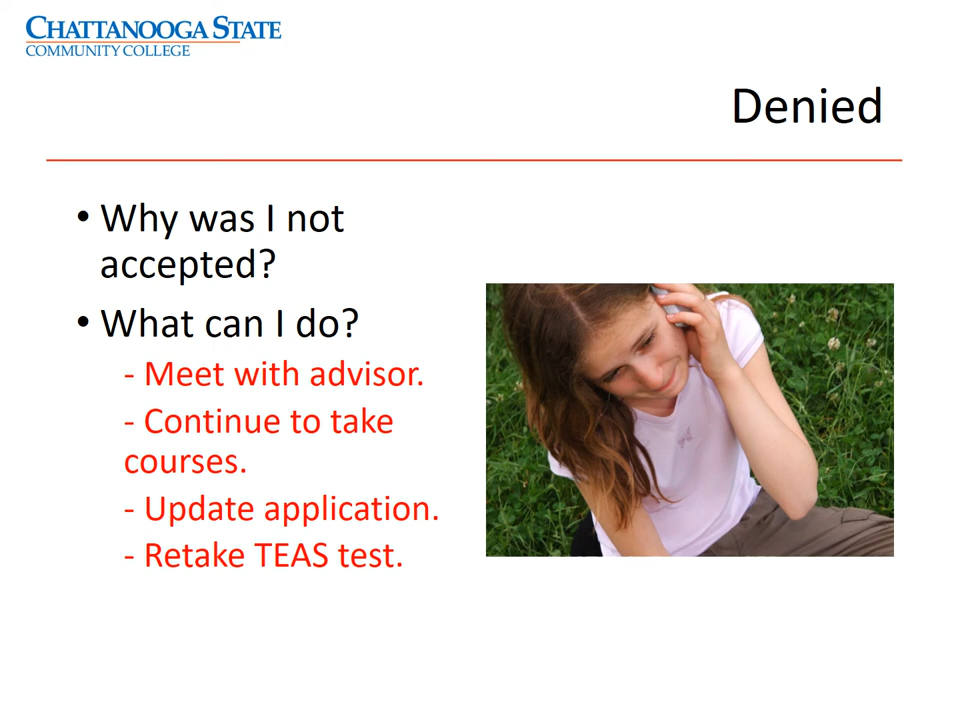 CHATTANOOGA STATE
COMMUNITY COLLEGE
Denied
• Why was I not
accepted?
• What can I do?
- Meet with advisor.
- Continue to take
courses.
- Update application.
- Retake TEAS test.